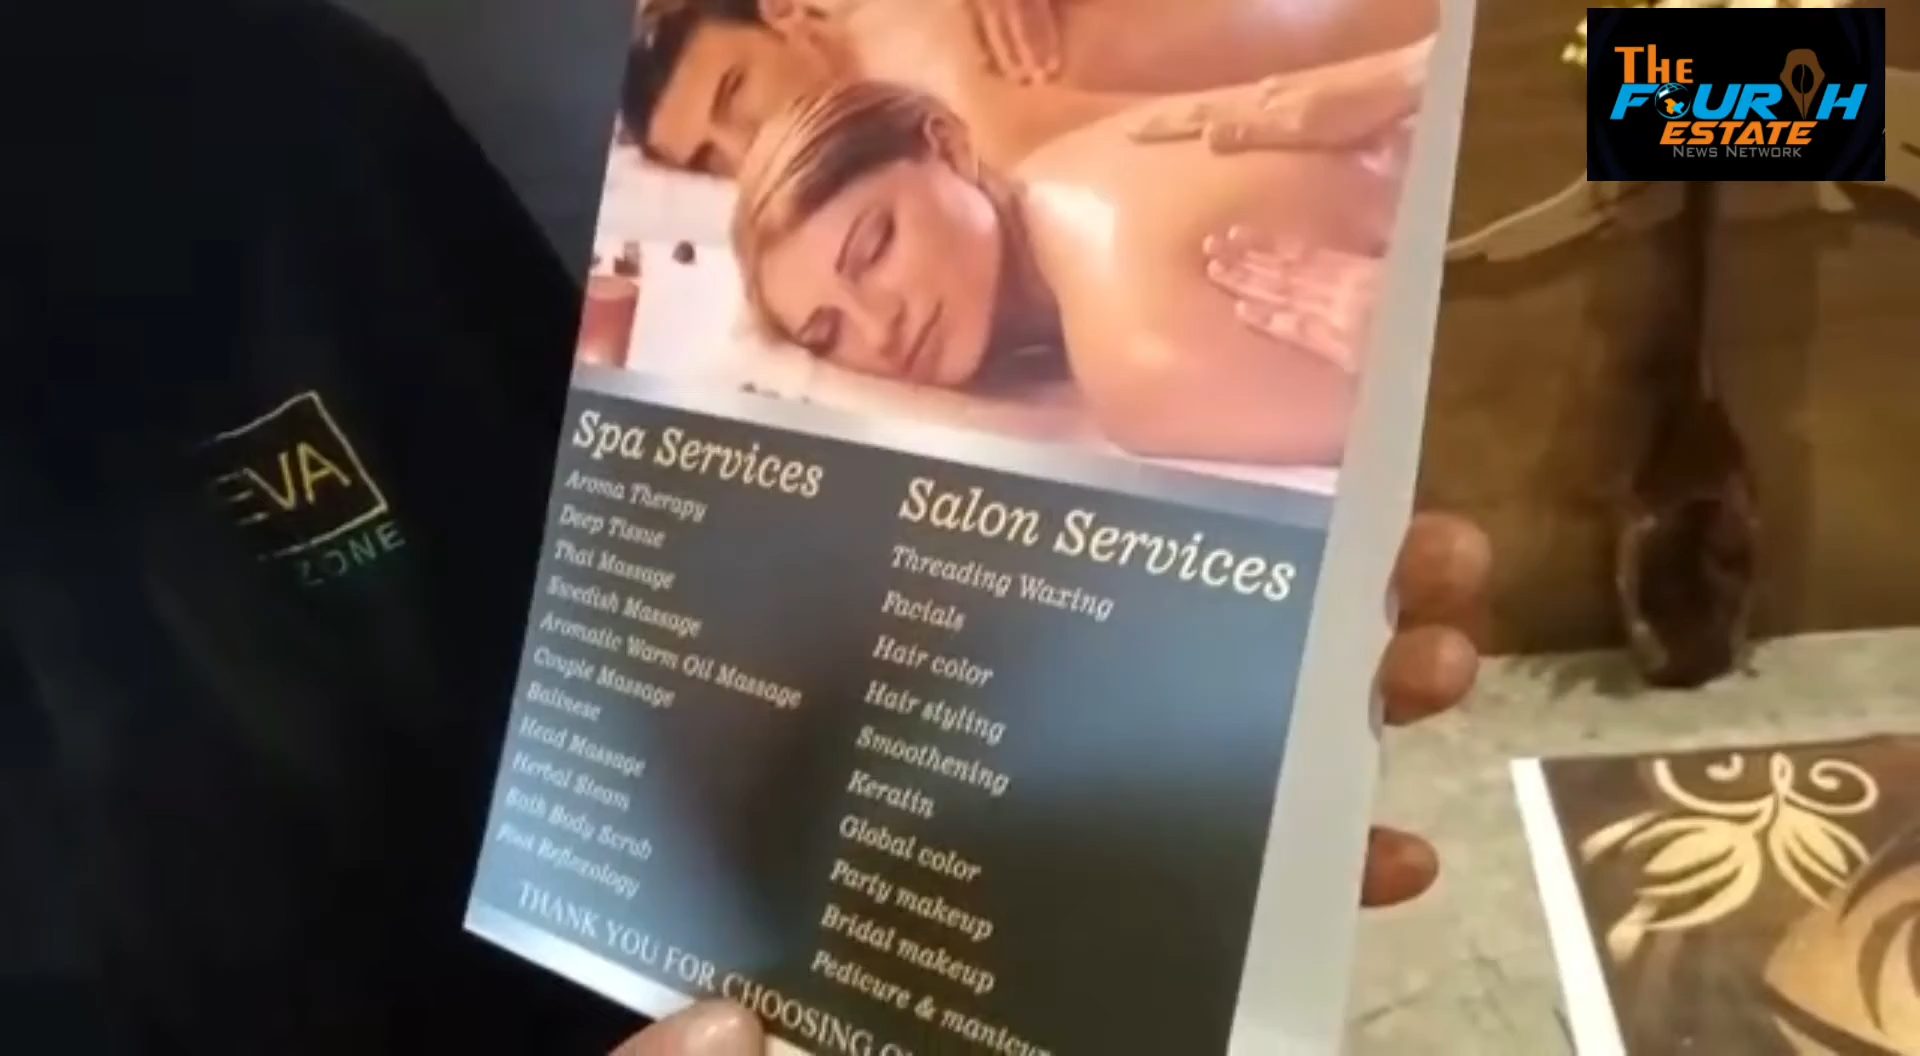 The
FOURTH
ESTATE
NEWS NETWORK
EVA
ZONE
Spa Services
Aroma Therapy
Deep Tissue
Thai Massage
Swedish Massage
Aromatic Warm Oil Massage
Couple Massage
Balinese
Head Massage
Herbal Steam
Bath Body Scrub
Foot Reflexology
Salon Services
Threading Waxing
Facials
Hair color
Hair styling
Smoothening
Keratin
Global color
Party makeup
Bridal makeup
Pedicure &
THANK YOU FOR CHOOSING